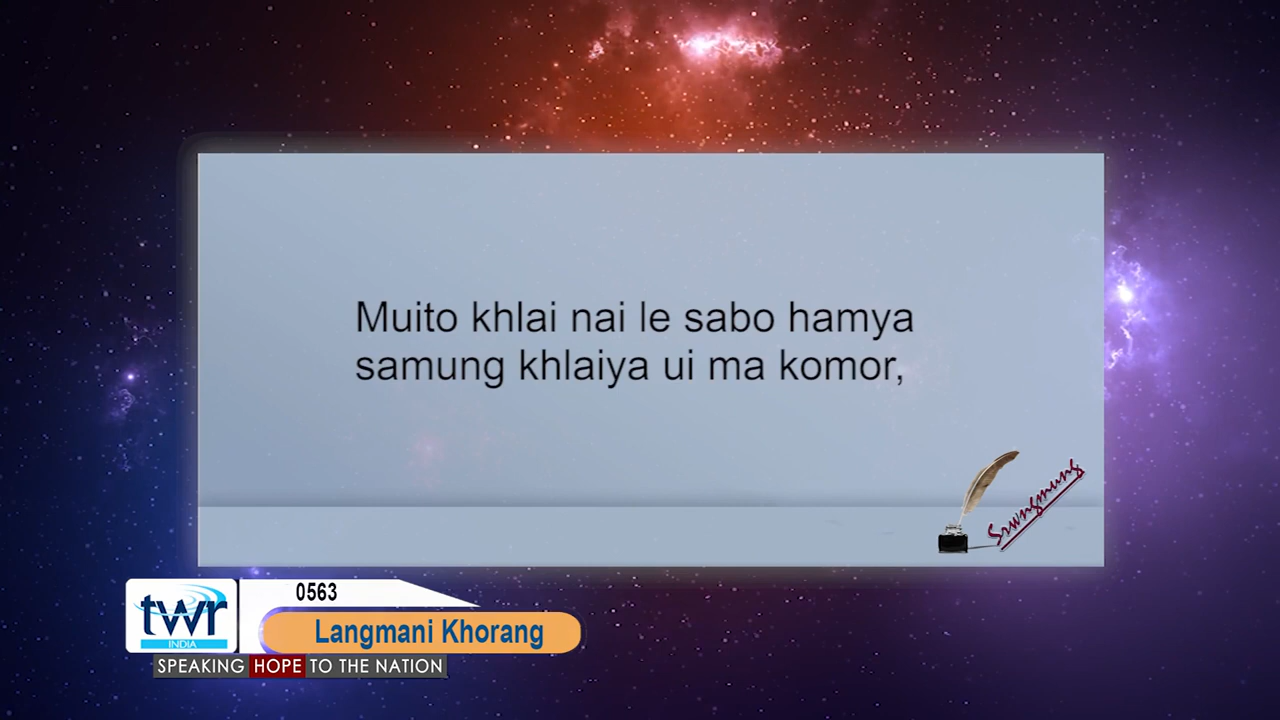 Muito khlai nai le sabo hamya
samung khlaiya ui ma komor,
Srwngmung
twr
INDIA
0563
Langmani Khorang
SPEAKING HOPE TO THE NATION